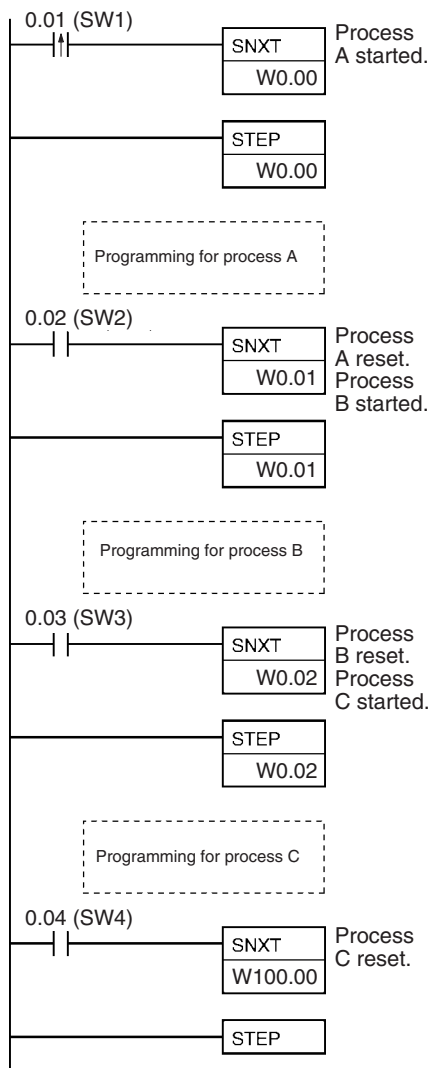 0.01 (SW1)
SNXT
W0.00
Process
A started.
STEP
W0.00
Programming for process A
0.02 (SW2)
SNXT
W0.01
Process
A reset.
Process
B started.
STEP
W0.01
Programming for process B
0.03 (SW3)
SNXT
W0.02
Process
B reset.
Process
C started.
STEP
W0.02
Programming for process C
0.04 (SW4)
SNXT
W100.00
Process
C reset.
STEP